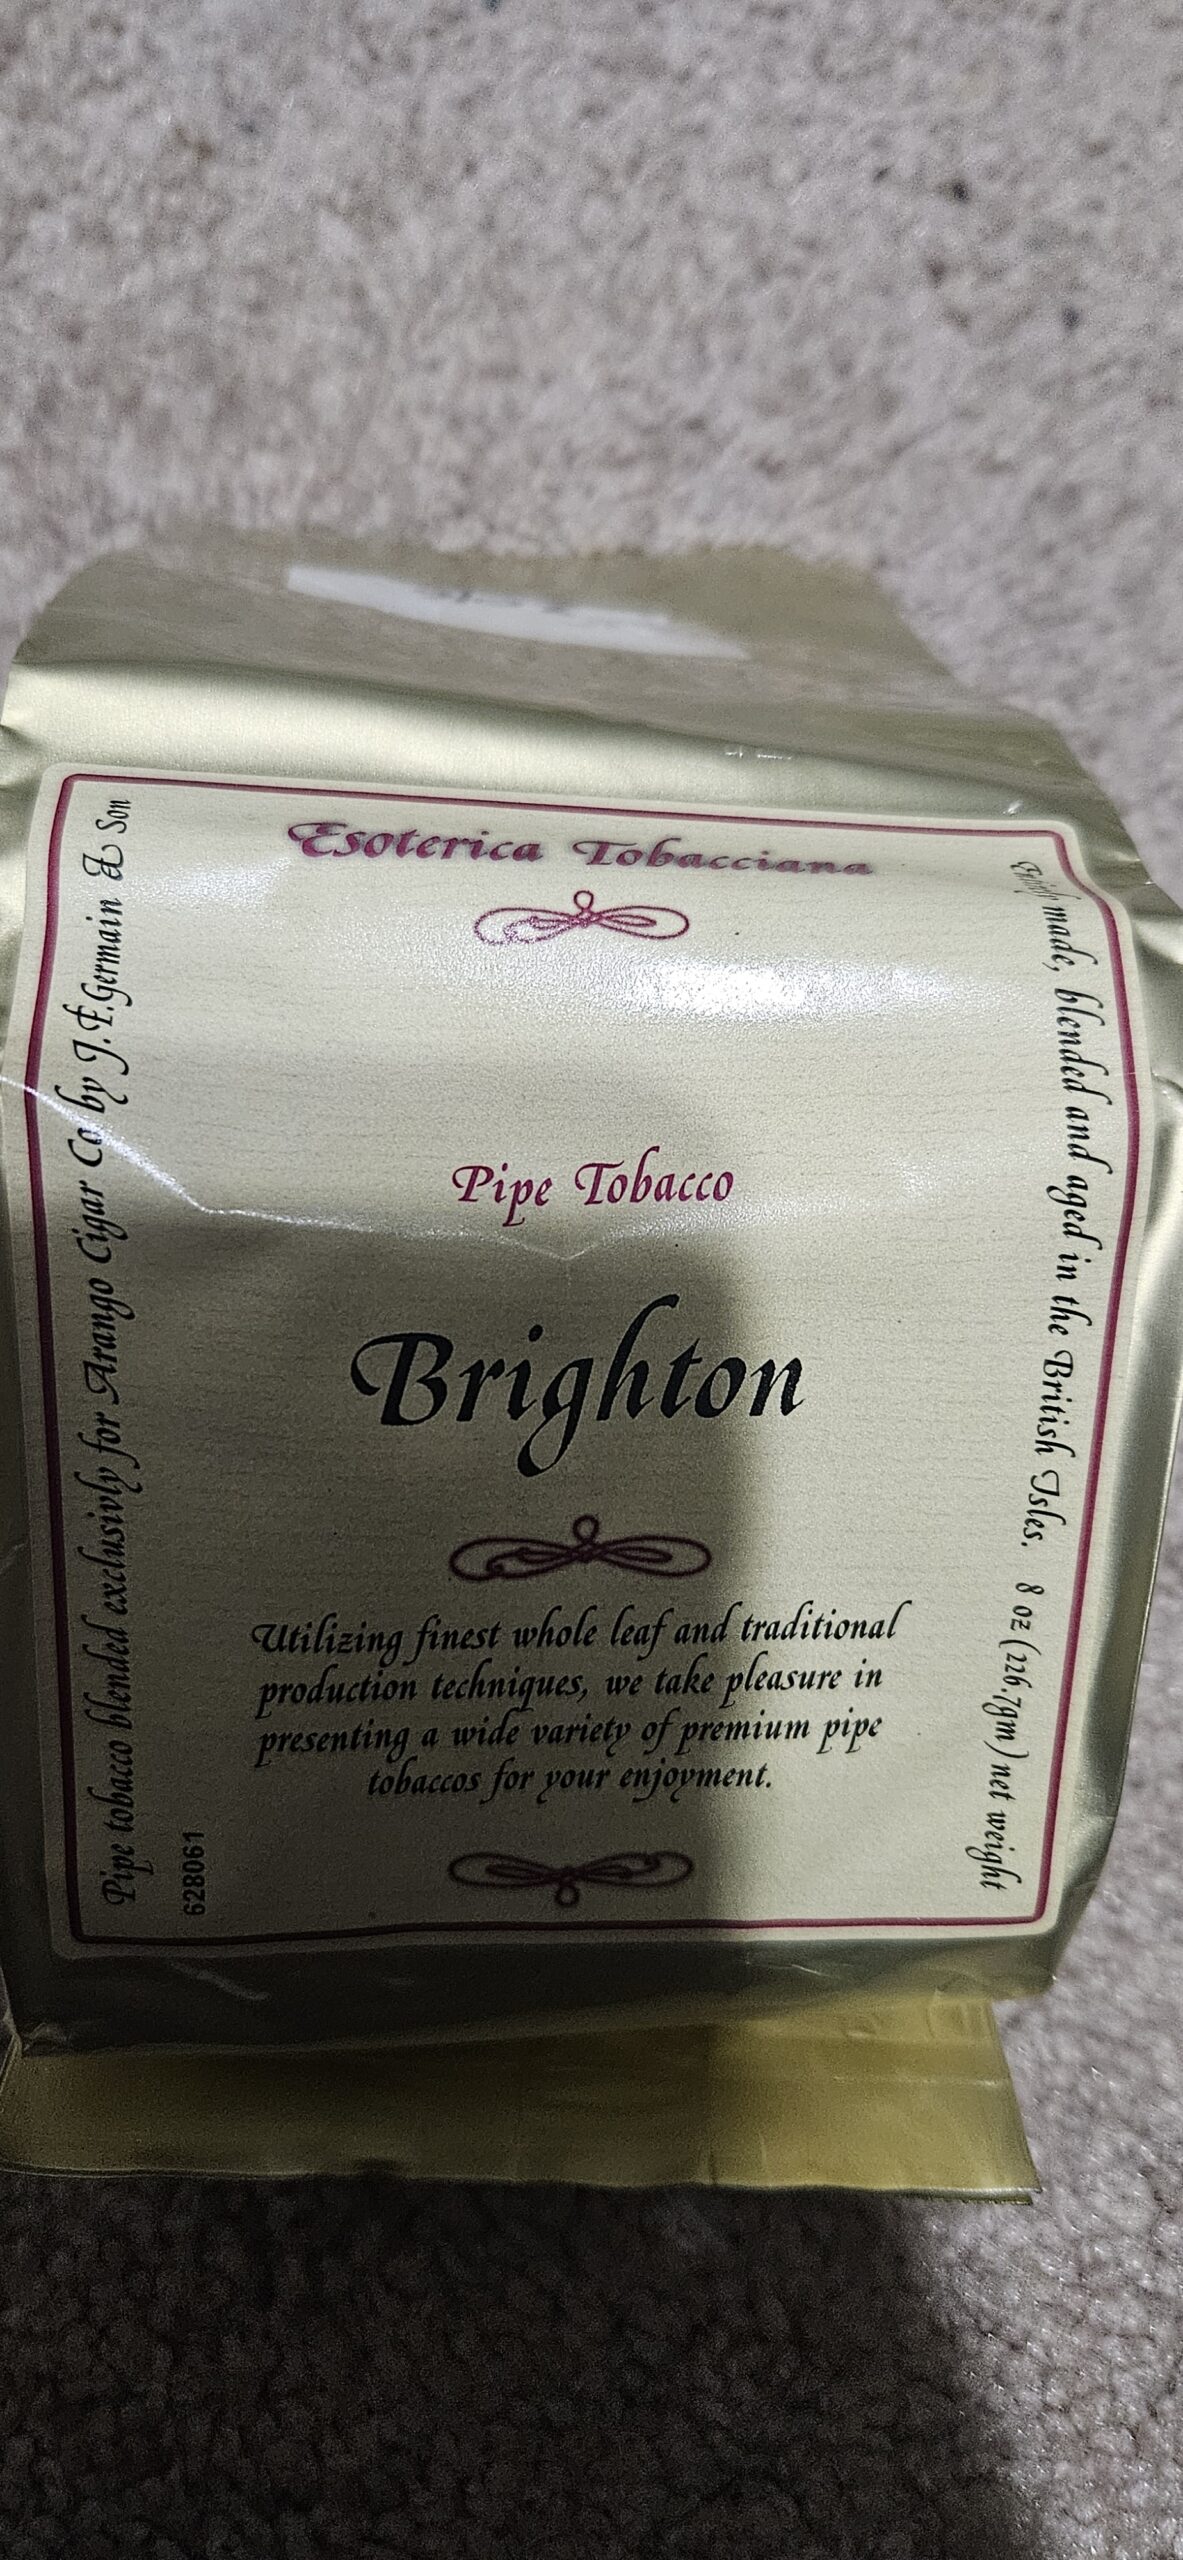 Esoterica Tobacciana
Pipe Tobacco
Brighton
Utilizing finest whole leaf and traditional
production techniques, we take pleasure in
presenting a wide variety of premium pipe
tobaccos for your enjoyment.
Pipe tobacco blended exclusivly for Arango Cigar Co by J.F.Germain & Son
628061
made, blended and aged in the British Isles. 8 oz (226.7gm) net weight